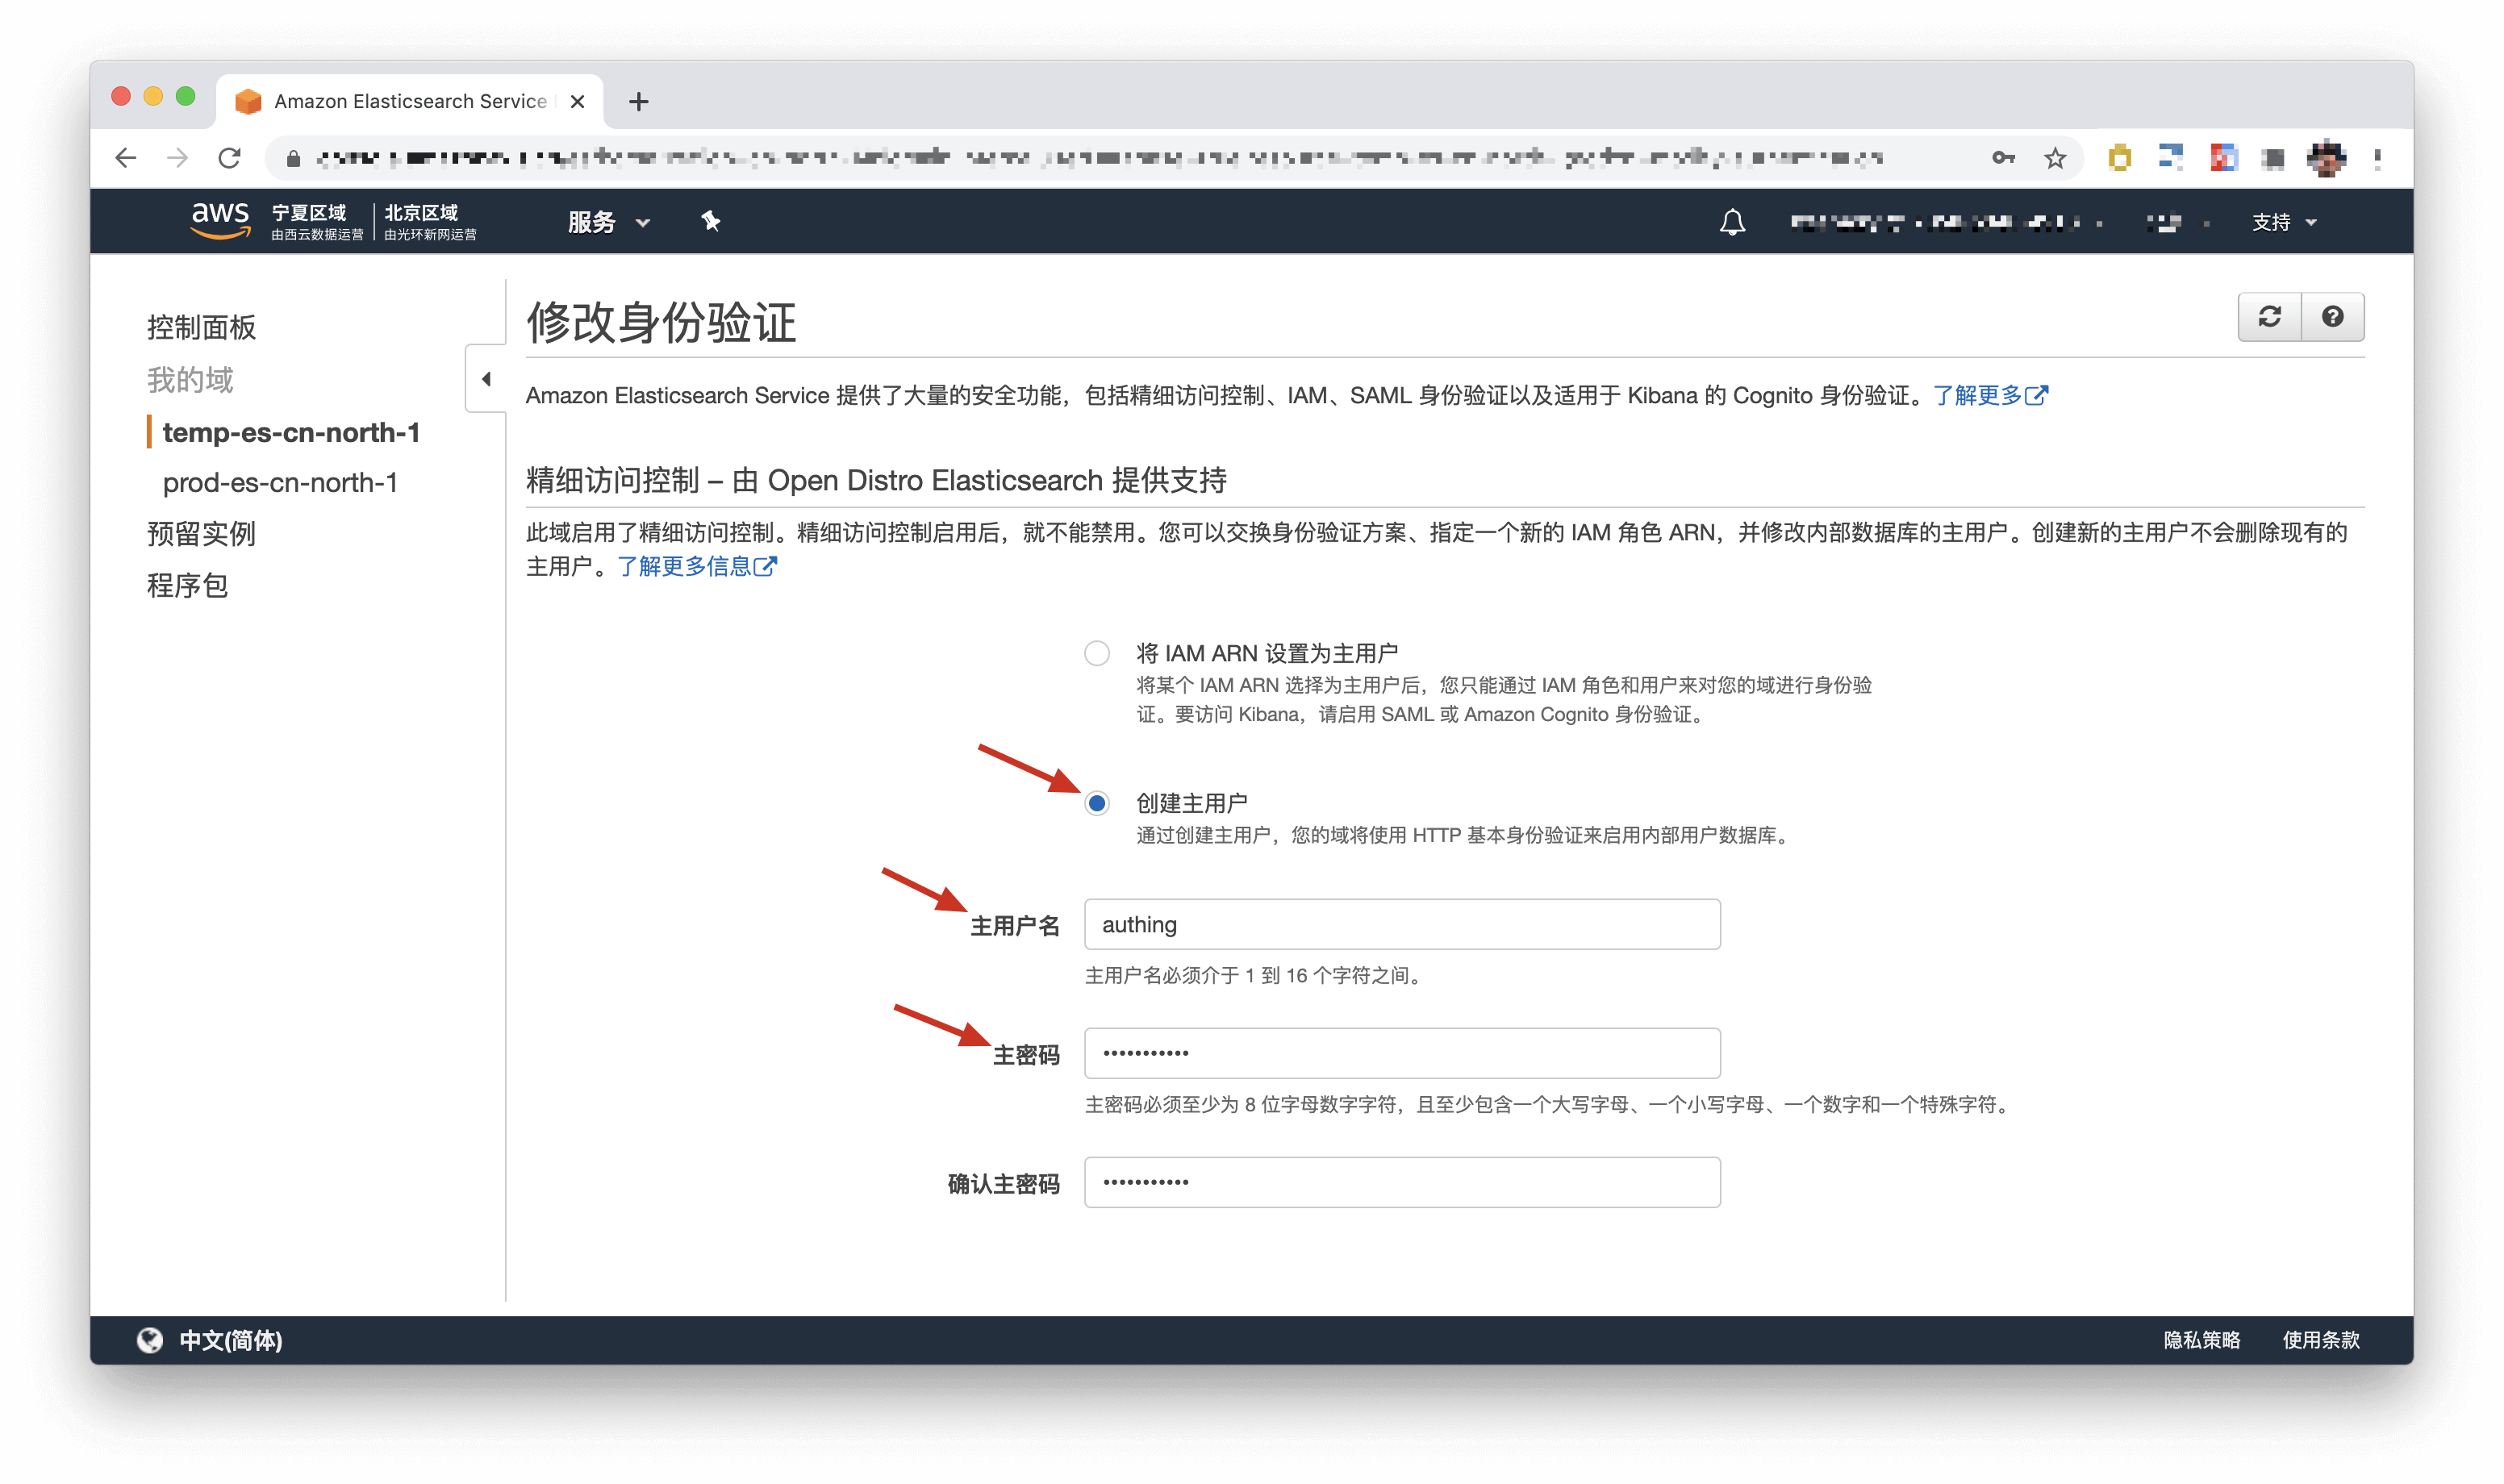 Amazon Elasticsearch Service
aws
宁夏区域
由西云数据运营
北京区域
由光环新网运营
服务
支持
控制面板
我的域
temp-es-cn-north-1
prod-es-cn-north-1
预留实例
程序包
修改身份验证
Amazon Elasticsearch Service 提供了大量的安全功能，包括精细访问控制、IAM、SAML 身份验证以及适用于 Kibana 的 Cognito 身份验证。了解更多
精细访问控制 – 由 Open Distro Elasticsearch 提供支持
此域启用了精细访问控制。精细访问控制启用后，就不能禁用。您可以交换身份验证方案、指定一个新的 IAM 角色 ARN，并修改内部数据库的主用户。创建新的主用户不会删除现有的
主用户。了解更多信息
将 IAM ARN 设置为主用户
将某个 IAM ARN 选择为主用户后，您只能通过 IAM 角色和用户来对您的域进行身份验
证。要访问 Kibana，请启用 SAML 或 Amazon Cognito 身份验证。
创建主用户
通过创建主用户，您的域将使用 HTTP 基本身份验证来启用内部用户数据库。
主用户名
authing
主用户名必须介于 1 到 16 个字符之间。
主密码
•••••••••••
主密码必须至少为 8 位字母数字字符，且至少包含一个大写字母、一个小写字母、一个数字和一个特殊字符。
确认主密码
•••••••••••
中文(简体)
隐私策略
使用条款